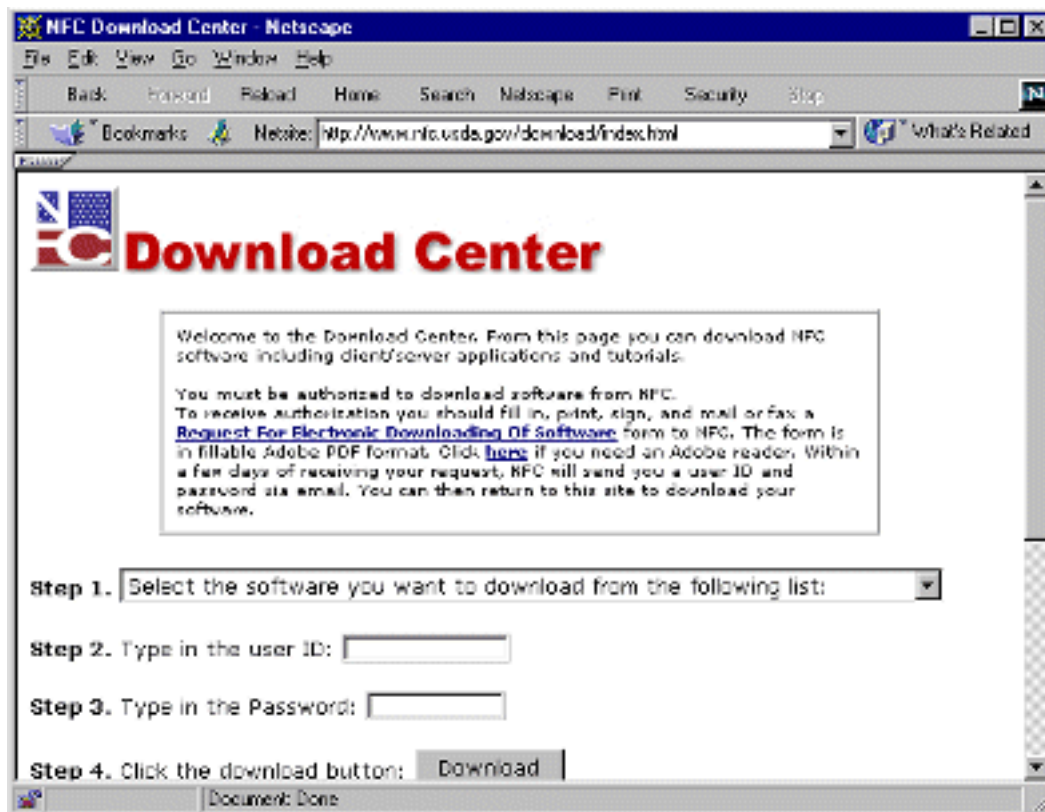 NFC Download Center - Netscape
File Edit View Go Window Help
Back Forward Reload Home Search Netscape Print Security Stop
Bookmarks Netsite: http://www.nfc.usda.gov/download/index.html What's Related
NFC
Download Center
Welcome to the Download Center. From this page you can download NFC
software including client/server applications and tutorials.
You must be authorized to download software from NFC.
To receive authorization you should fill in, print, sign, and mail or fax a
Request For Electronic Downloading Of Software form to NFC. The form is
in fillable Adobe PDF format. Click here if you need an Adobe reader. Within
a few days of receiving your request, NFC will send you a user ID and
password via email. You can then return to this site to download your
software.
Step 1. Select the software you want to download from the following list:
Step 2. Type in the user ID:
Step 3. Type in the Password:
Step 4. Click the download button: Download
Document: Done